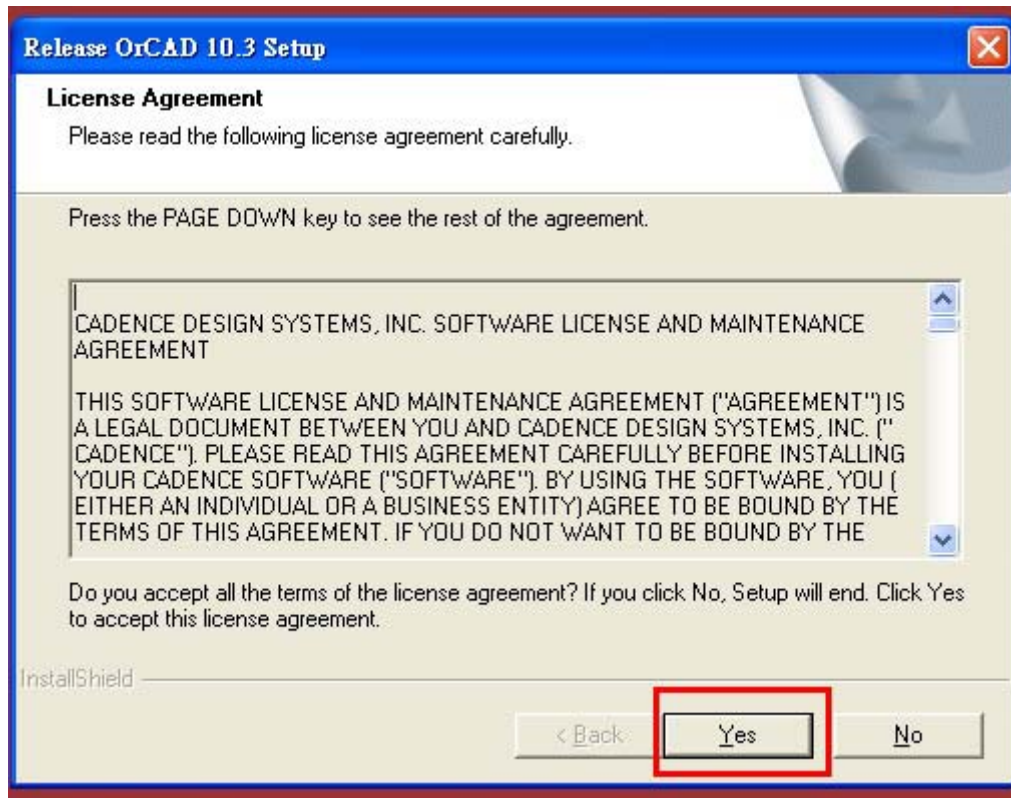 Release OrCAD 10.3 Setup
License Agreement
Please read the following license agreement carefully.
Press the PAGE DOWN key to see the rest of the agreement.
CADENCE DESIGN SYSTEMS, INC. SOFTWARE LICENSE AND MAINTENANCE
AGREEMENT
THIS SOFTWARE LICENSE AND MAINTENANCE AGREEMENT ("AGREEMENT") IS
A LEGAL DOCUMENT BETWEEN YOU AND CADENCE DESIGN SYSTEMS, INC. ("
CADENCE"). PLEASE READ THIS AGREEMENT CAREFULLY BEFORE INSTALLING
YOUR CADENCE SOFTWARE ("SOFTWARE"). BY USING THE SOFTWARE, YOU (
EITHER AN INDIVIDUAL OR A BUSINESS ENTITY) AGREE TO BE BOUND BY THE
TERMS OF THIS AGREEMENT. IF YOU DO NOT WANT TO BE BOUND BY THE
Do you accept all the terms of the license agreement? If you click No, Setup will end. Click Yes
to accept this license agreement.
InstallShield
< Back Yes No